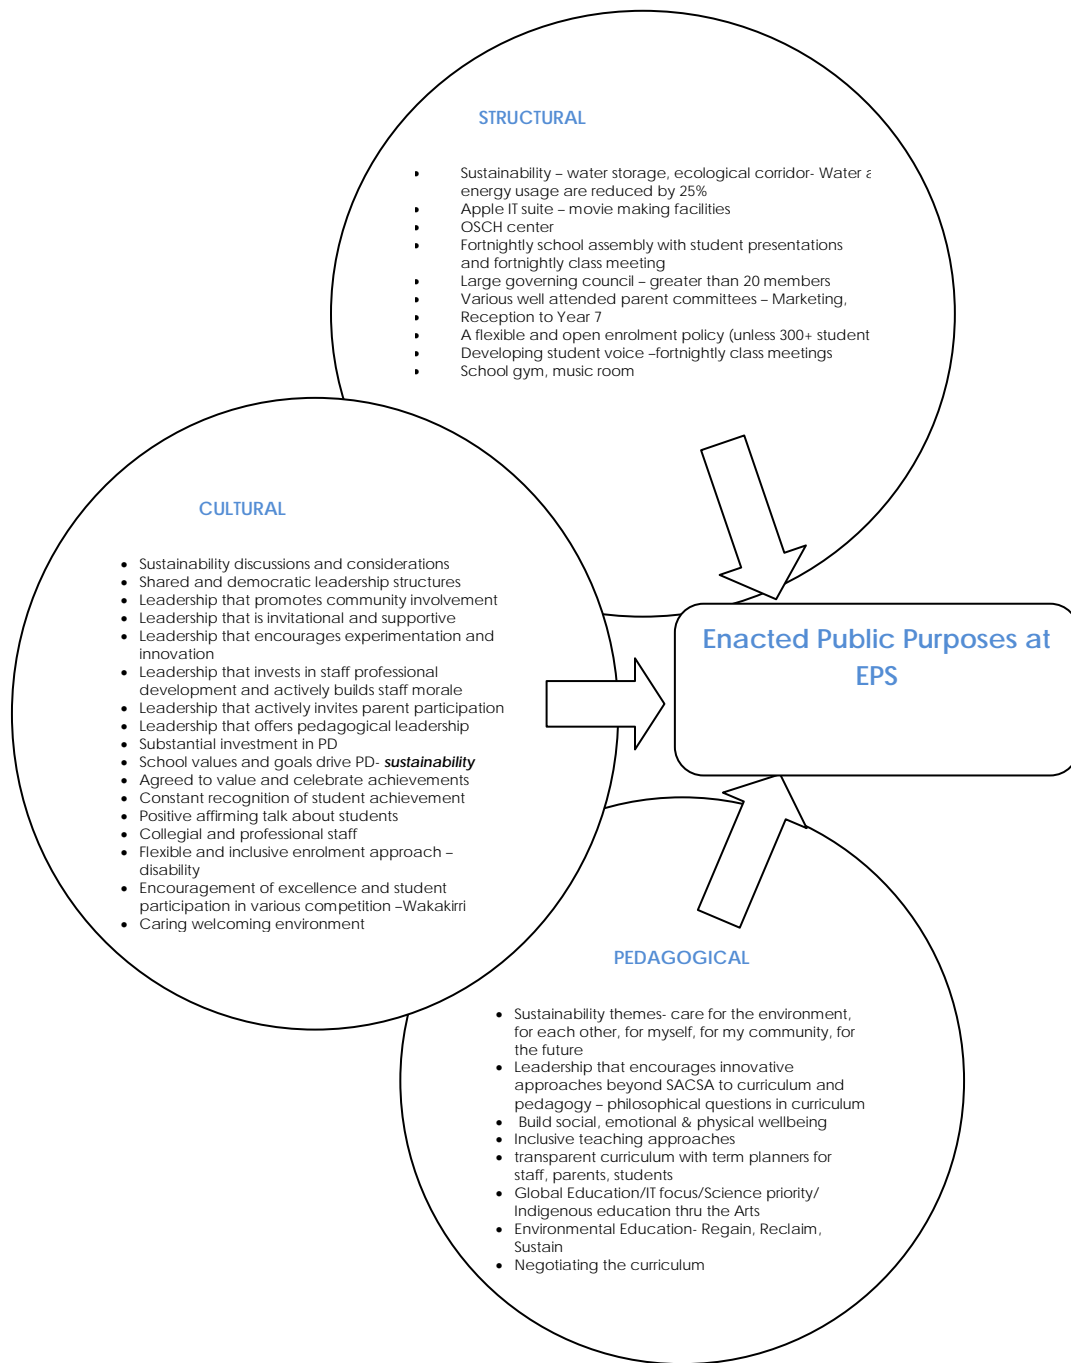 STRUCTURAL
• Sustainability – water storage, ecological corridor- Water a
energy usage are reduced by 25%
• Apple IT suite – movie making facilities
• OSCH center
• Fortnightly school assembly with student presentations
and fortnightly class meeting
• Large governing council – greater than 20 members
• Various well attended parent committees – Marketing,
• Reception to Year 7
• A flexible and open enrolment policy (unless 300+ student
• Developing student voice –fortnightly class meetings
• School gym, music room
CULTURAL
• Sustainability discussions and considerations
• Shared and democratic leadership structures
• Leadership that promotes community involvement
• Leadership that is invitational and supportive
• Leadership that encourages experimentation and
innovation
• Leadership that invests in staff professional
development and actively builds staff morale
• Leadership that actively invites parent participation
• Leadership that offers pedagogical leadership
• Substantial investment in PD
• School values and goals drive PD- sustainability
• Agreed to value and celebrate achievements
• Constant recognition of student achievement
• Positive affirming talk about students
• Collegial and professional staff
• Flexible and inclusive enrolment approach –
disability
• Encouragement of excellence and student
participation in various competition –Wakakirri
• Caring welcoming environment
Enacted Public Purposes at
EPS
PEDAGOGICAL
• Sustainability themes- care for the environment,
for each other, for myself, for my community, for
the future
• Leadership that encourages innovative
approaches beyond SACSA to curriculum and
pedagogy – philosophical questions in curriculum
• Build social, emotional & physical wellbeing
• Inclusive teaching approaches
• transparent curriculum with term planners for
staff, parents, students
• Global Education/IT focus/Science priority/
Indigenous education thru the Arts
• Environmental Education- Regain, Reclaim,
Sustain
• Negotiating the curriculum